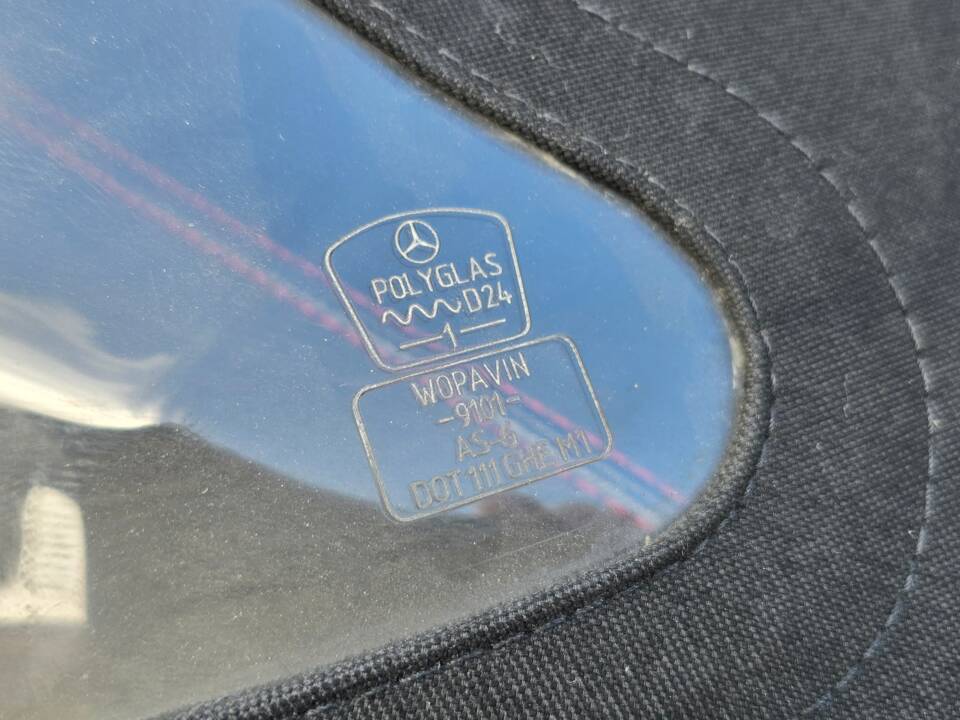 POLYGLAS
D24
1
WOPAVIN
-9101-
AS-6
DOT 111 GHE M1